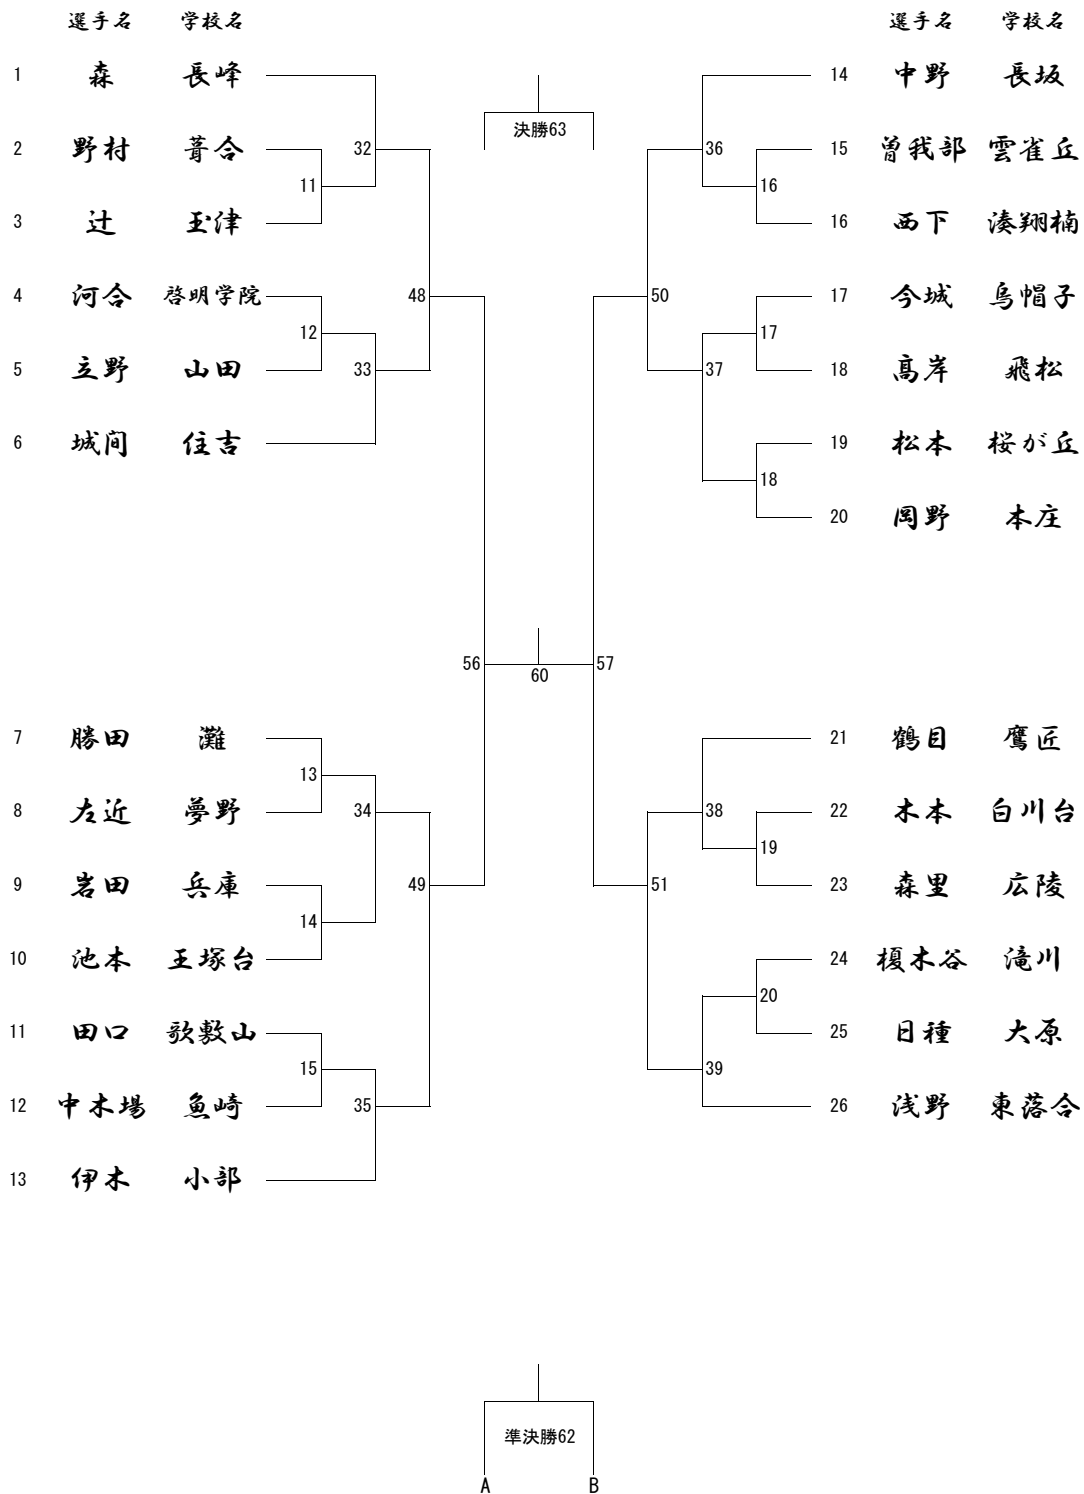 選手名 学校名 選手名 学校名
1 森 長峰 14 中野 長坂
決勝63
2 野村 葺合 32 36 15 曽我部 雲雀丘
11 16
3 辻 玉津 16 西下 湊翔楠
4 河合 啓明学院 48 50 17 今城 烏帽子
12 17
5 立野 山田 33 37 18 髙岸 飛松
6 城間 住吉 19 松本 桜が丘
18
20 岡野 本庄
56 57
60
7 勝田 灘 21 鶴目 鷹匠
13
8 左近 夢野 34 38 22 木本 白川台
19
9 岩田 兵庫 49 51 23 森里 広陵
14
10 池本 王塚台 24 榎木谷 滝川
20
11 田口 歌敷山 25 日種 大原
15 39
12 中木場 魚崎 35 26 浅野 東落合
13 伊木 小部
準決勝62
A B